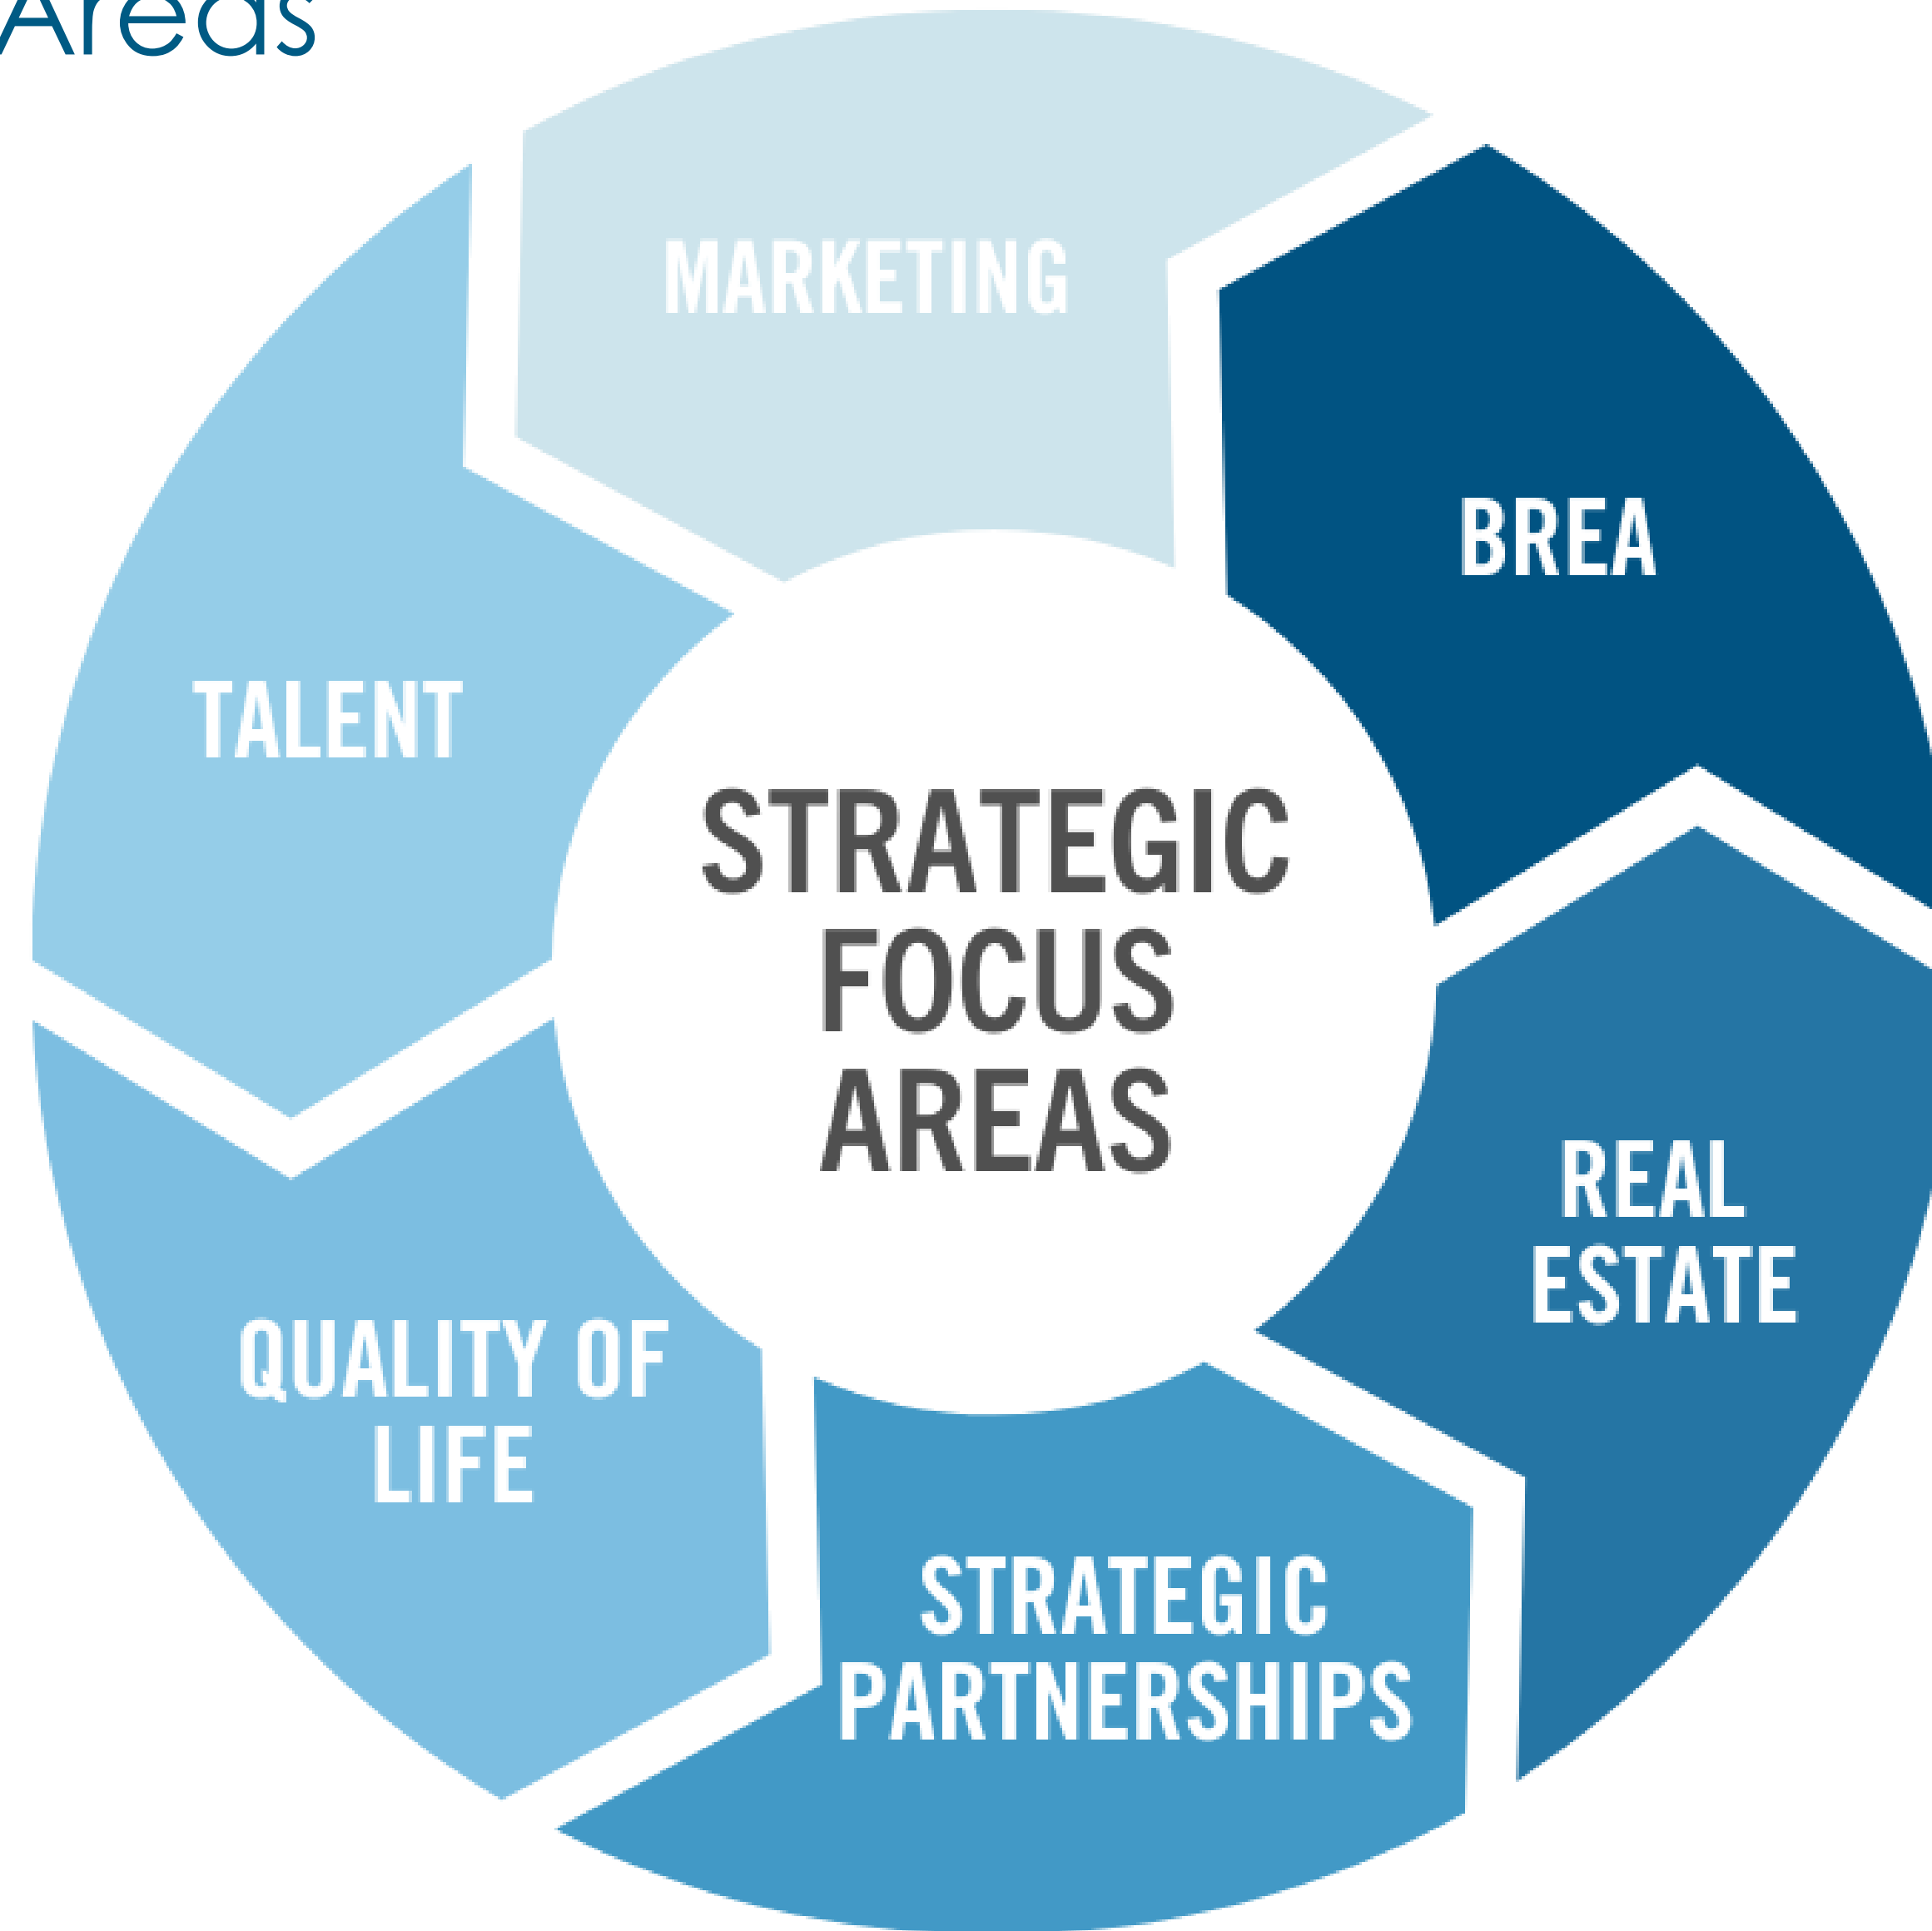 Areas
MARKETING
BREA
TALENT
STRATEGIC
FOCUS
AREAS
REAL
ESTATE
QUALITY OF
LIFE
STRATEGIC
PARTNERSHIPS